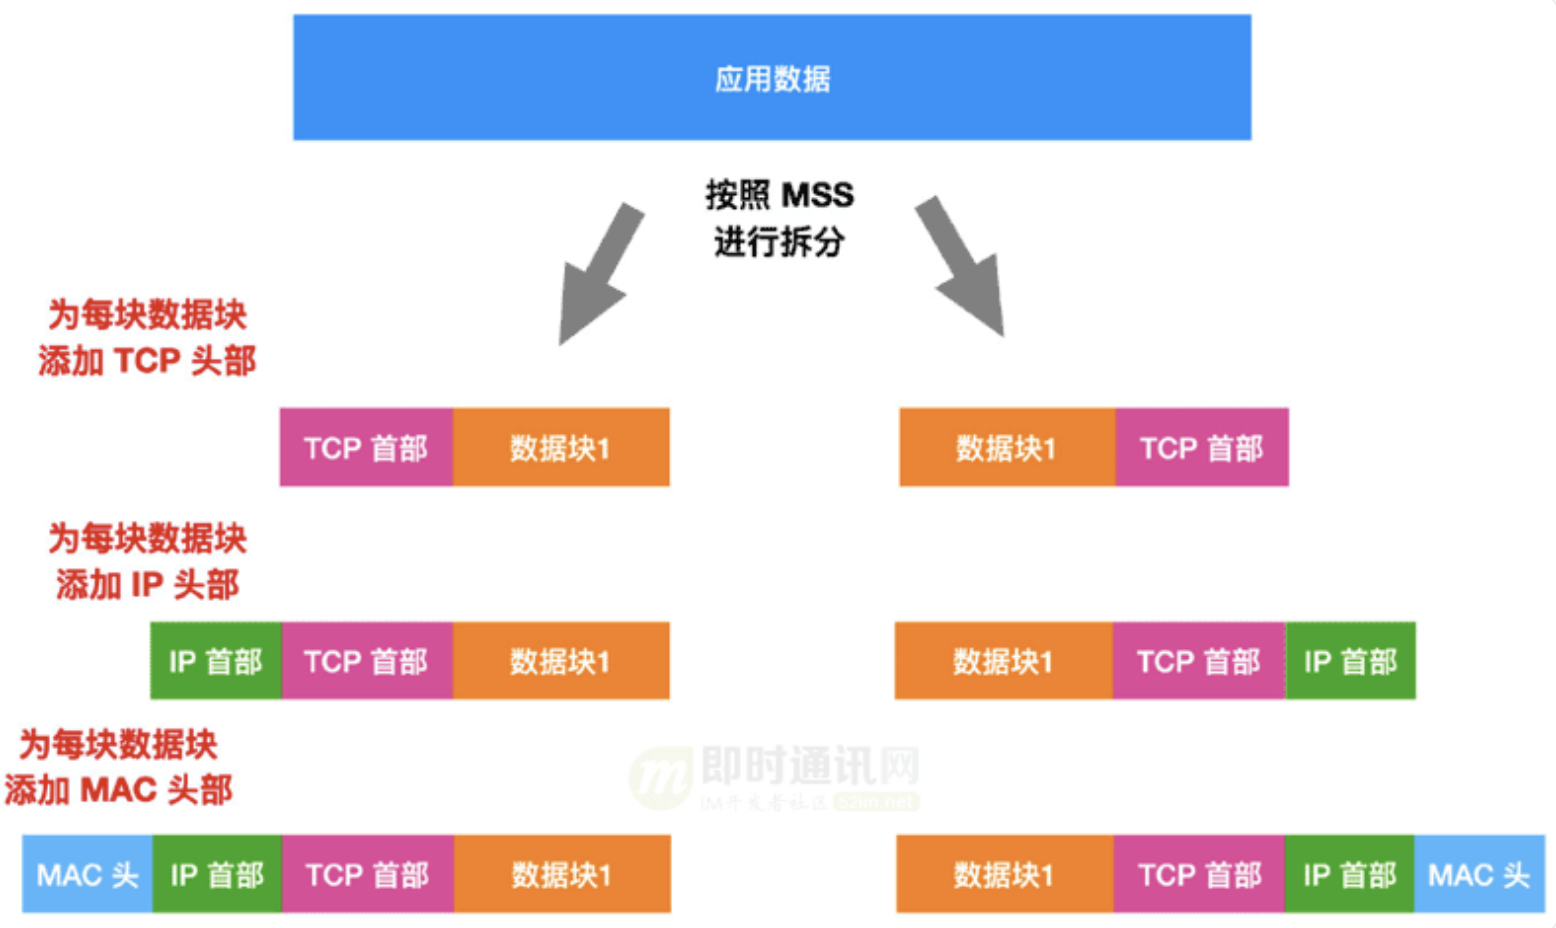 应用数据
按照 MSS
进行拆分
为每块数据块
添加 TCP 头部
TCP 首部 数据块1 数据块1 TCP 首部
为每块数据块
添加 IP 头部
IP 首部 TCP 首部 数据块1 数据块1 TCP 首部 IP 首部
为每块数据块
添加 MAC 头部
即时通讯网
IM开发者社区 52im.net
MAC 头 IP 首部 TCP 首部 数据块1 数据块1 TCP 首部 IP 首部 MAC 头